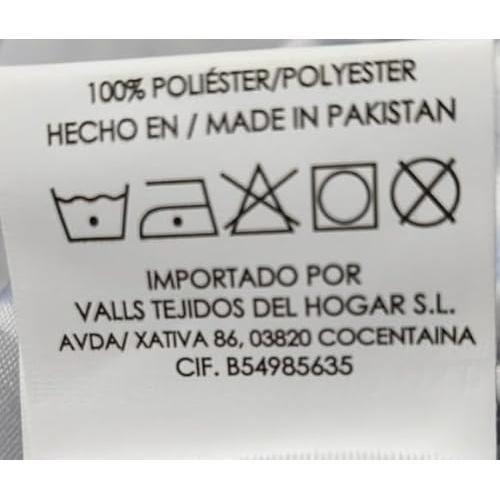 100% POLIÉSTER/POLYESTER
HECHO EN / MADE IN PAKISTAN
IMPORTADO POR
VALLS TEJIDOS DEL HOGAR S.L.
AVDA/ XATIVA 86, 03820 COCENTAINA
CIF. B54985635